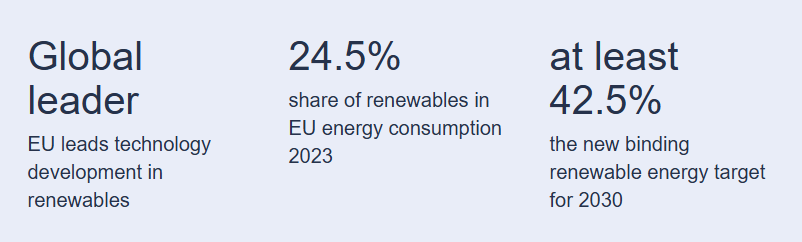 Global
leader
EU leads technology
development in
renewables
24.5%
share of renewables in
EU energy consumption
2023
at least
42.5%
the new binding
renewable energy target
for 2030